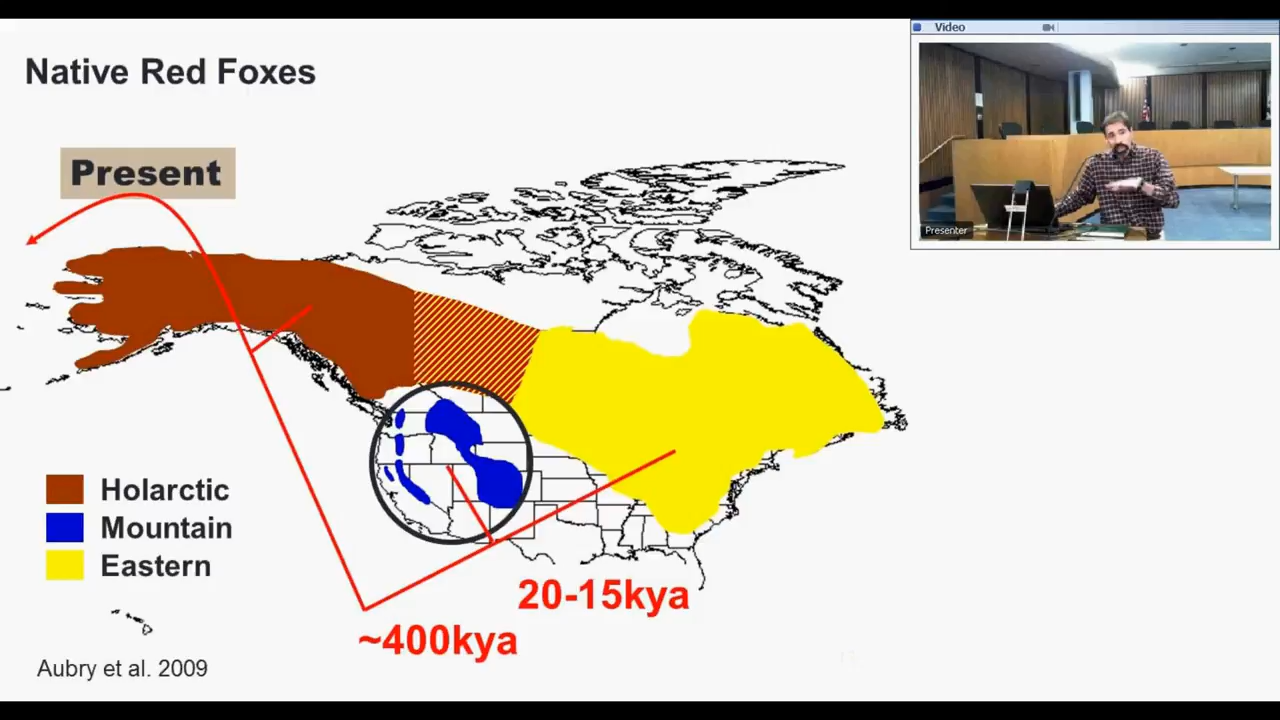 Native Red Foxes
Video
Presenter
Present
Holarctic
Mountain
Eastern
20-15kya
~400kya
Aubry et al. 2009